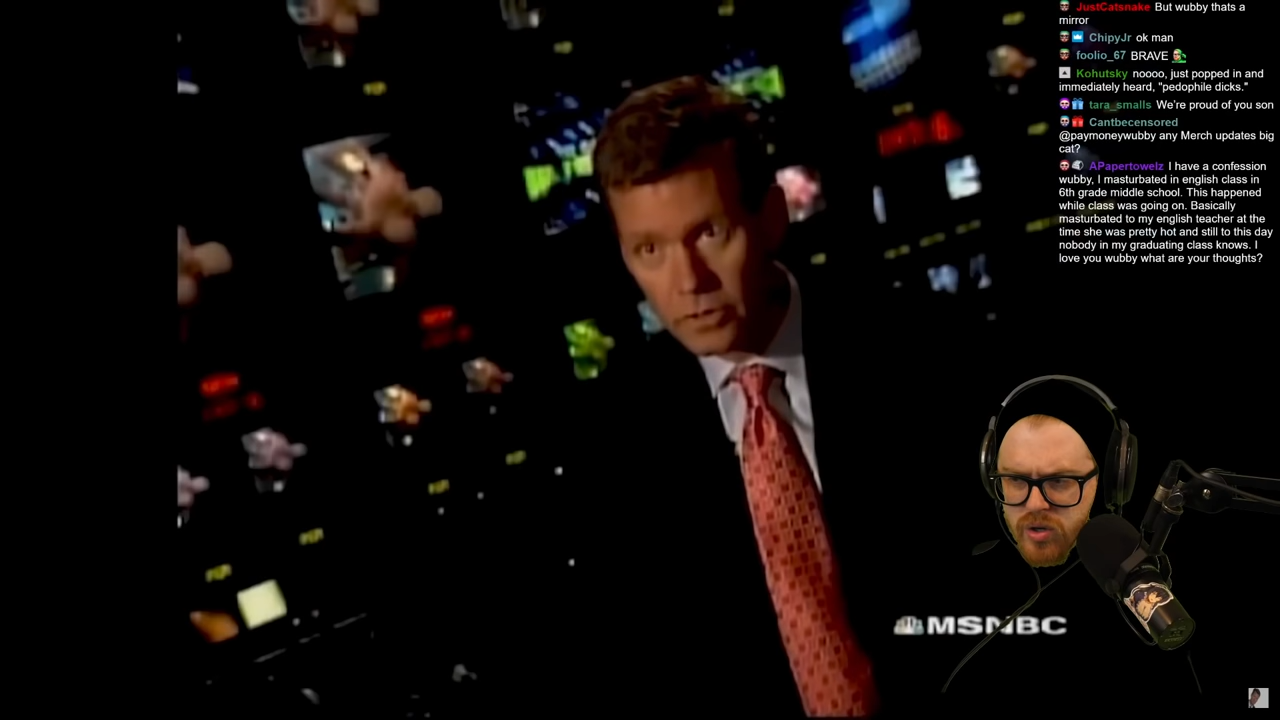 JustCatsnake But wubby thats a
mirror
ChipyJr ok man
foolio_67 BRAVE
Kohutsky noooo, just popped in and
immediately heard, "pedophile dicks."
tara_smalls We're proud of you son
Cantbecensored
@paymoneywubby any Merch updates big
cat?
APapertowelz I have a confession
wubby, I masturbated in english class in
6th grade middle school. This happened
while class was going on. Basically
masturbated to my english teacher at the
time she was pretty hot and still to this day
nobody in my graduating class knows. I
love you wubby what are your thoughts?
MSNBC